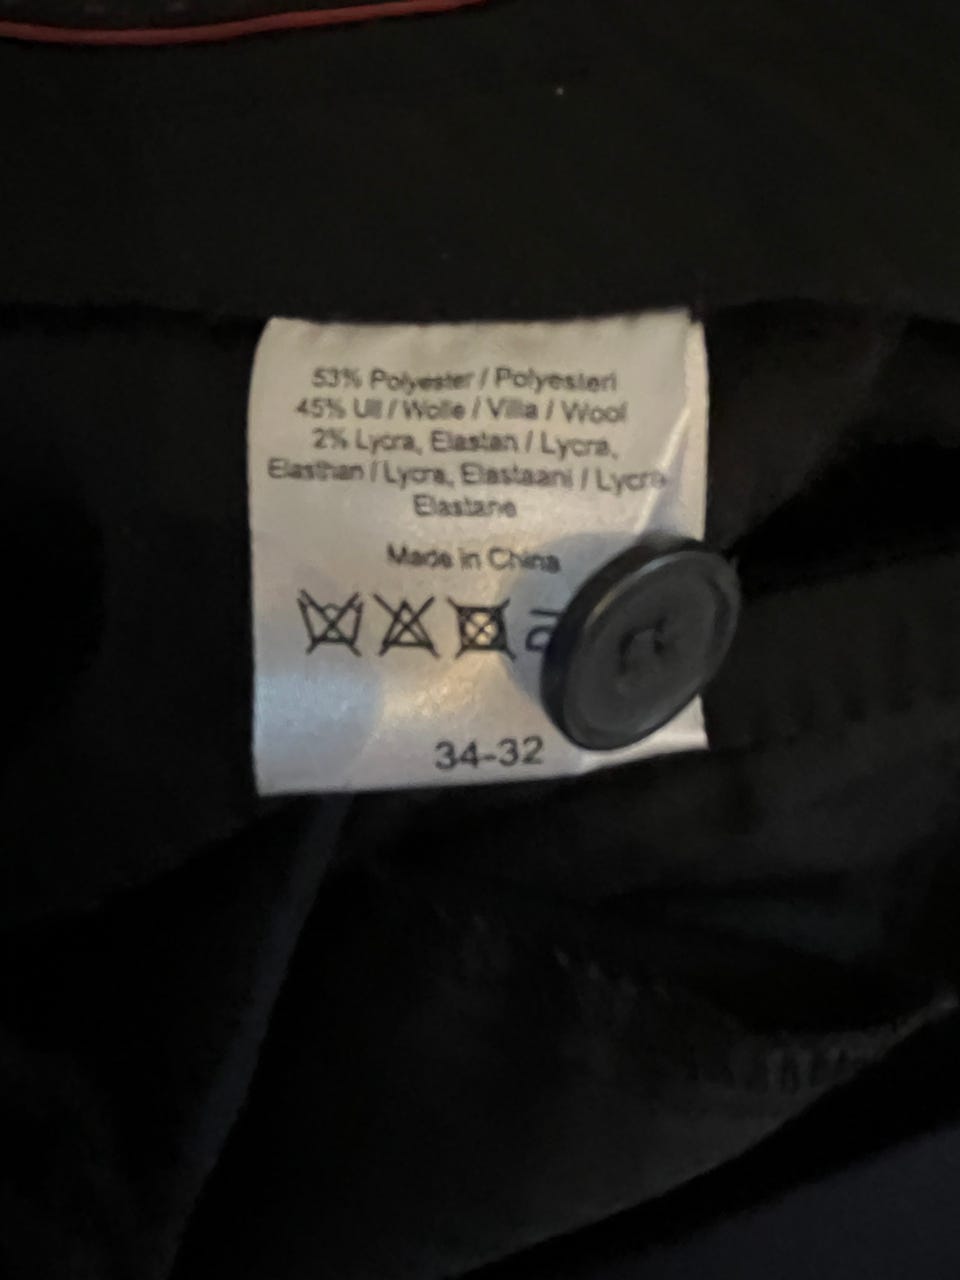 53% Polyester / Polyesteri
45% Ull / Wolle / Villa / Wool
2% Lycra, Elastan / Lycra,
Elasthan / Lycra, Elastaani / Lycra
Elastane
Made in China
34-32